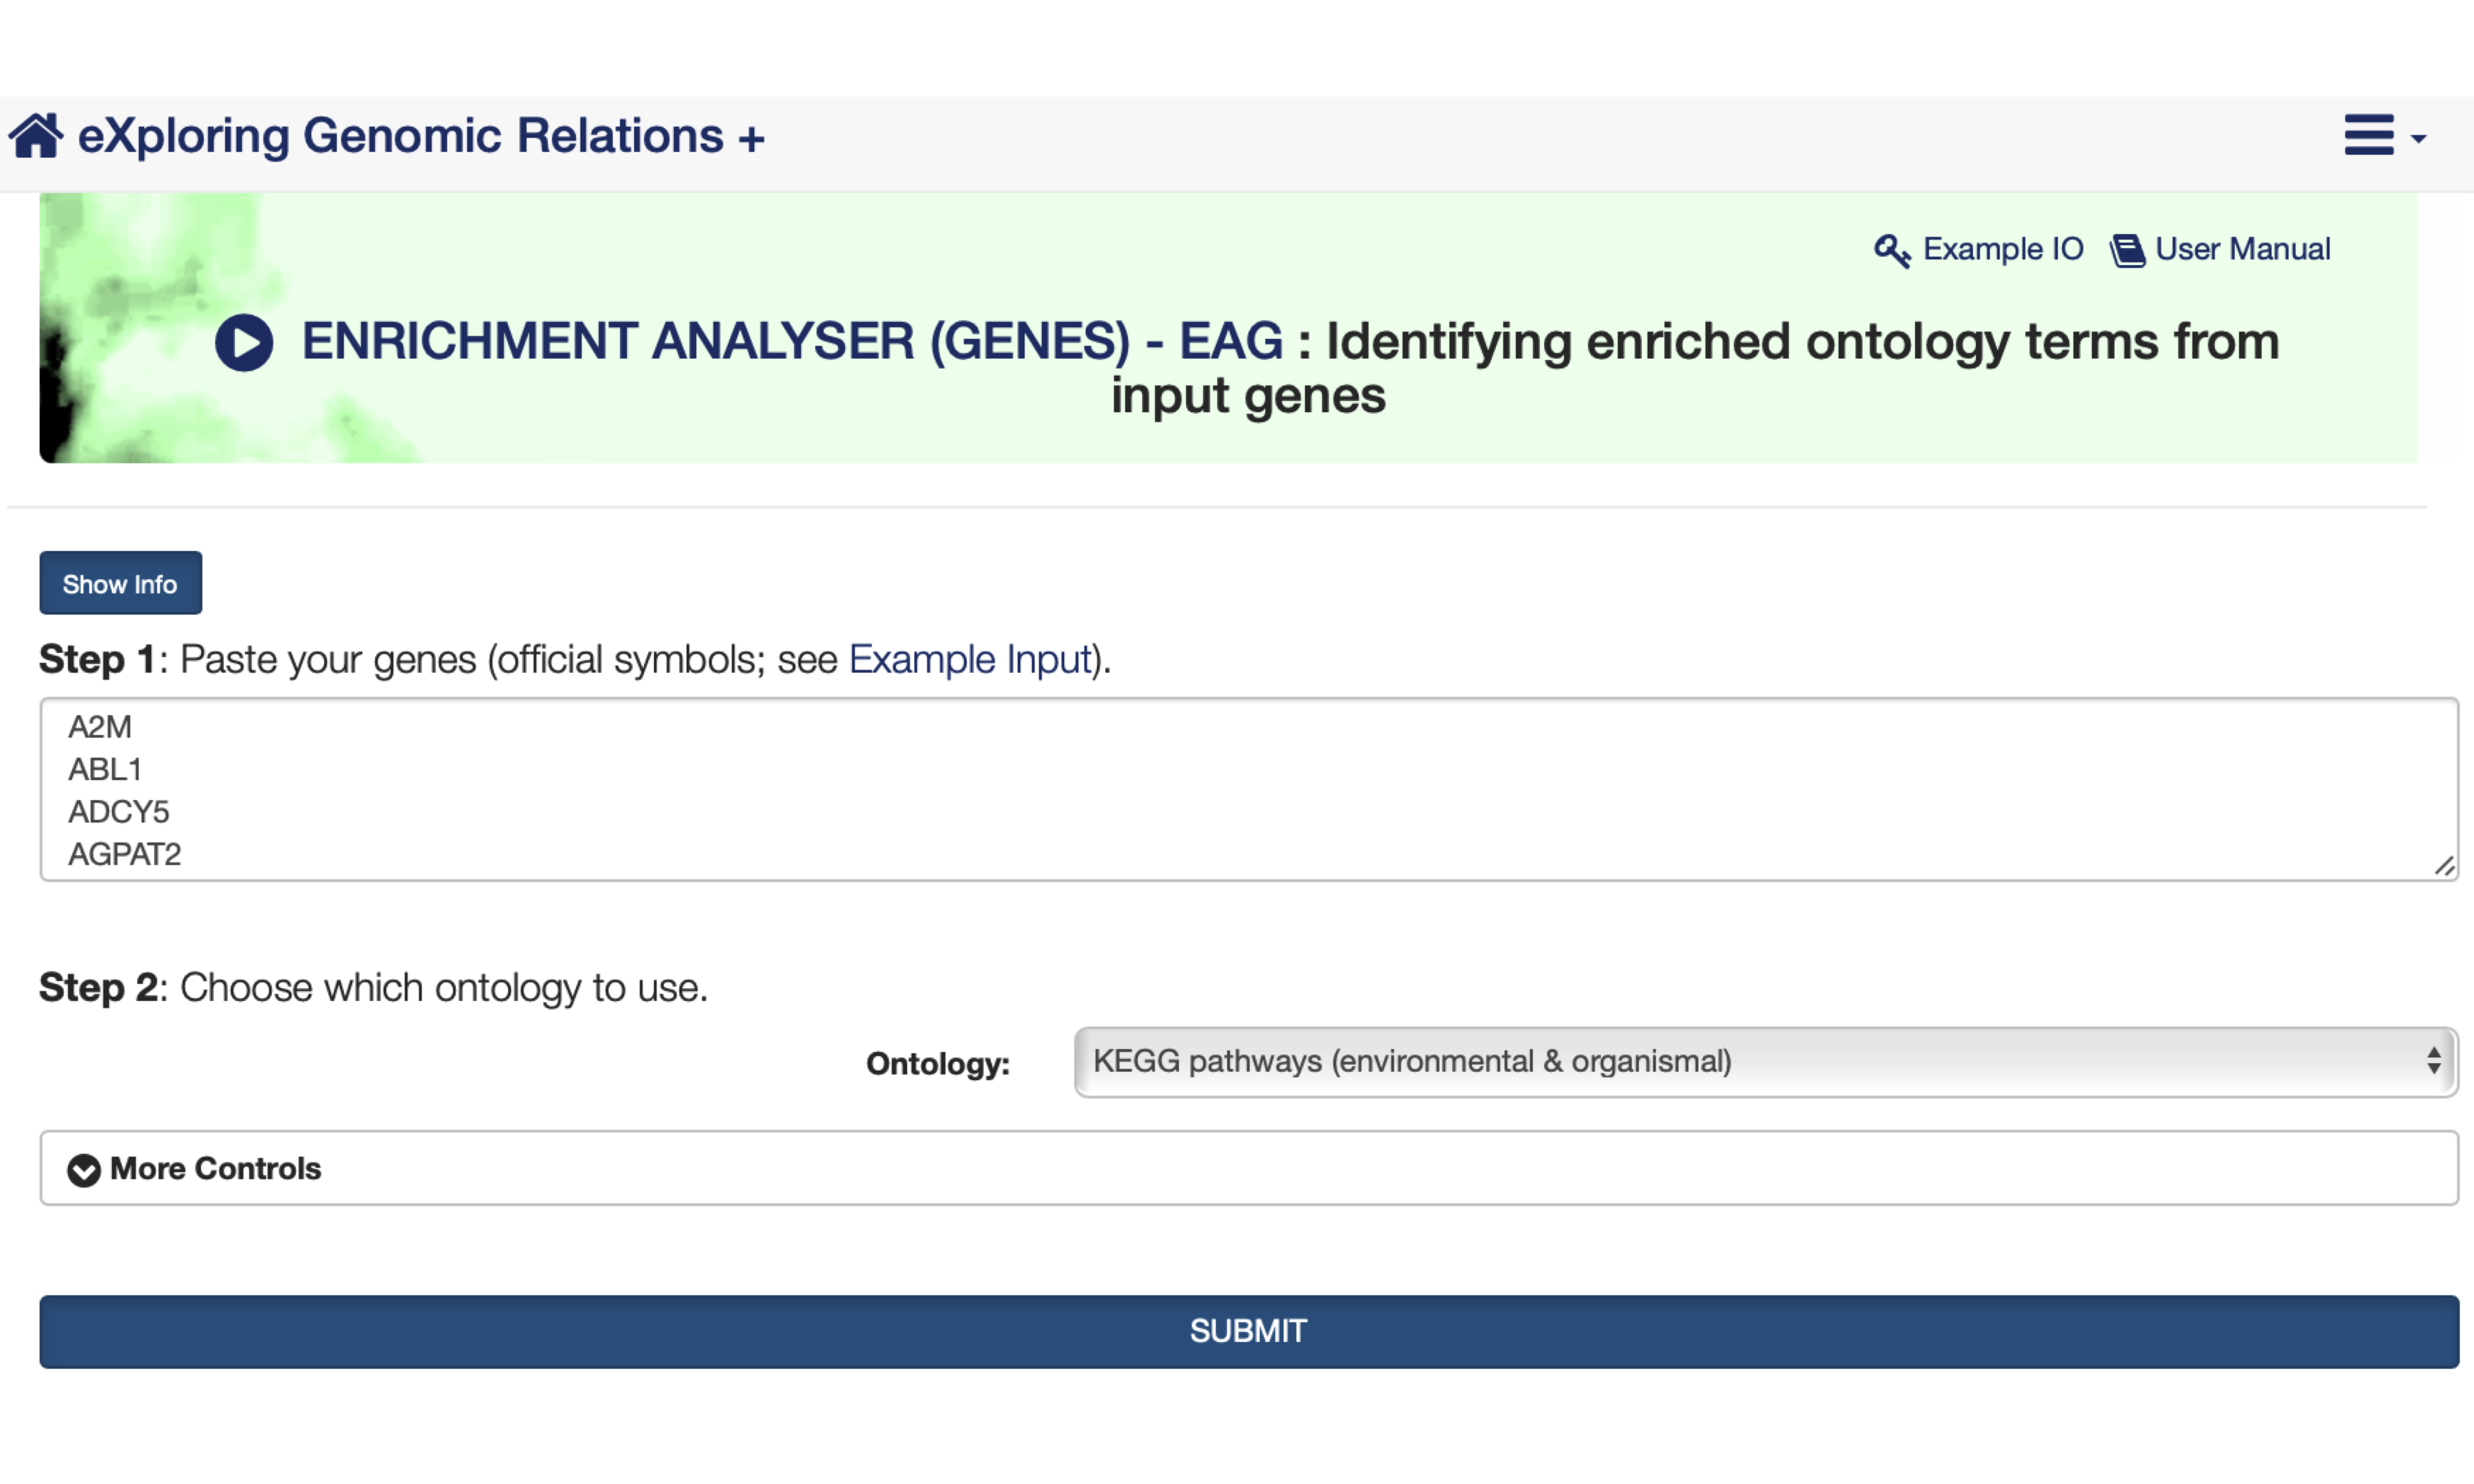 eXploring Genomic Relations +
Example IO User Manual
ENRICHMENT ANALYSER (GENES) - EAG : Identifying enriched ontology terms from
input genes
Show Info
Step 1: Paste your genes (official symbols; see Example Input).
A2M
ABL1
ADCY5
AGPAT2
Step 2: Choose which ontology to use.
Ontology: KEGG pathways (environmental & organismal)
More Controls
SUBMIT